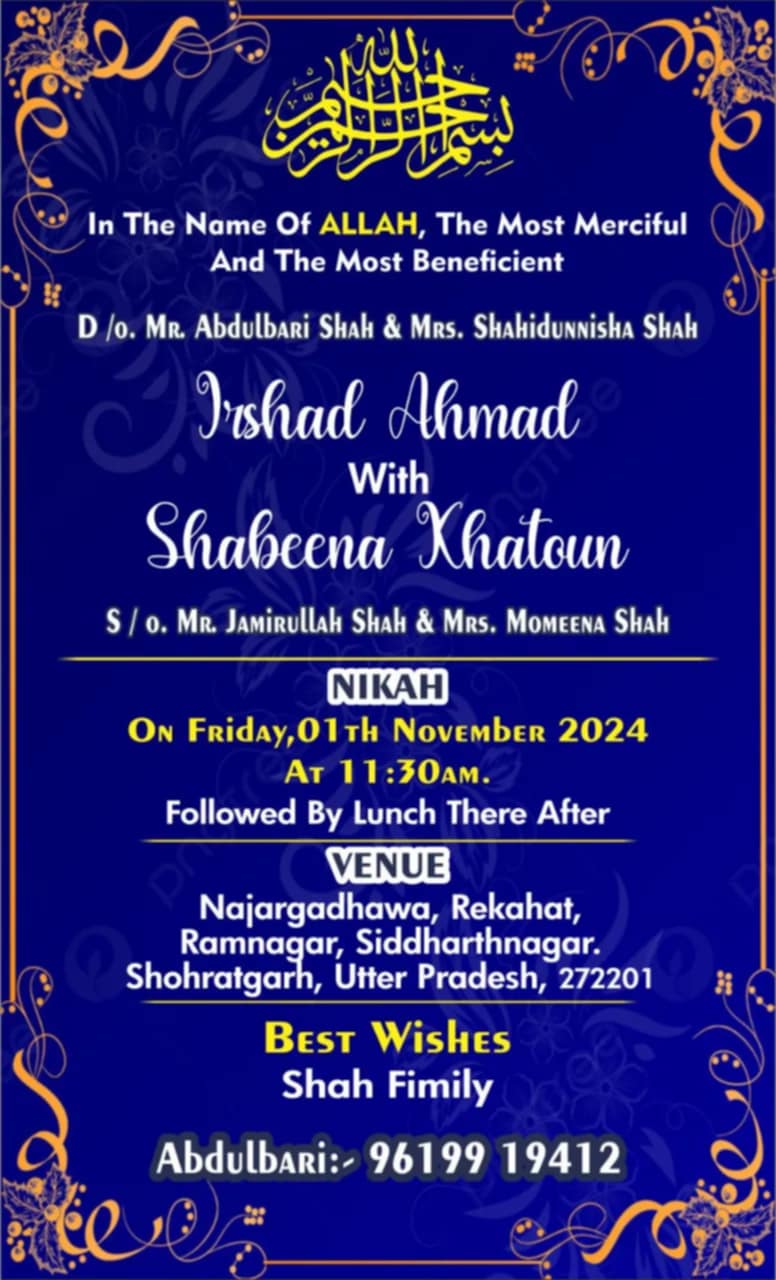 بسم الله الرحمن الرحيم
In The Name Of ALLAH, The Most Merciful
And The Most Beneficient
D /o. Mr. Abdulbari Shah & Mrs. Shahidunnisha Shah
Irshad Ahmad
With
Shabeena Khatoun
S / o. Mr. Jamirullah Shah & Mrs. Momeena Shah
NIKAH
On Friday,01th November 2024
At 11:30am.
Followed By Lunch There After
VENUE
Najargadhawa, Rekahat,
Ramnagar, Siddharthnagar.
Shohratgarh, Utter Pradesh, 272201
Best Wishes
Shah Fimily
Abdulbari:- 96199 19412